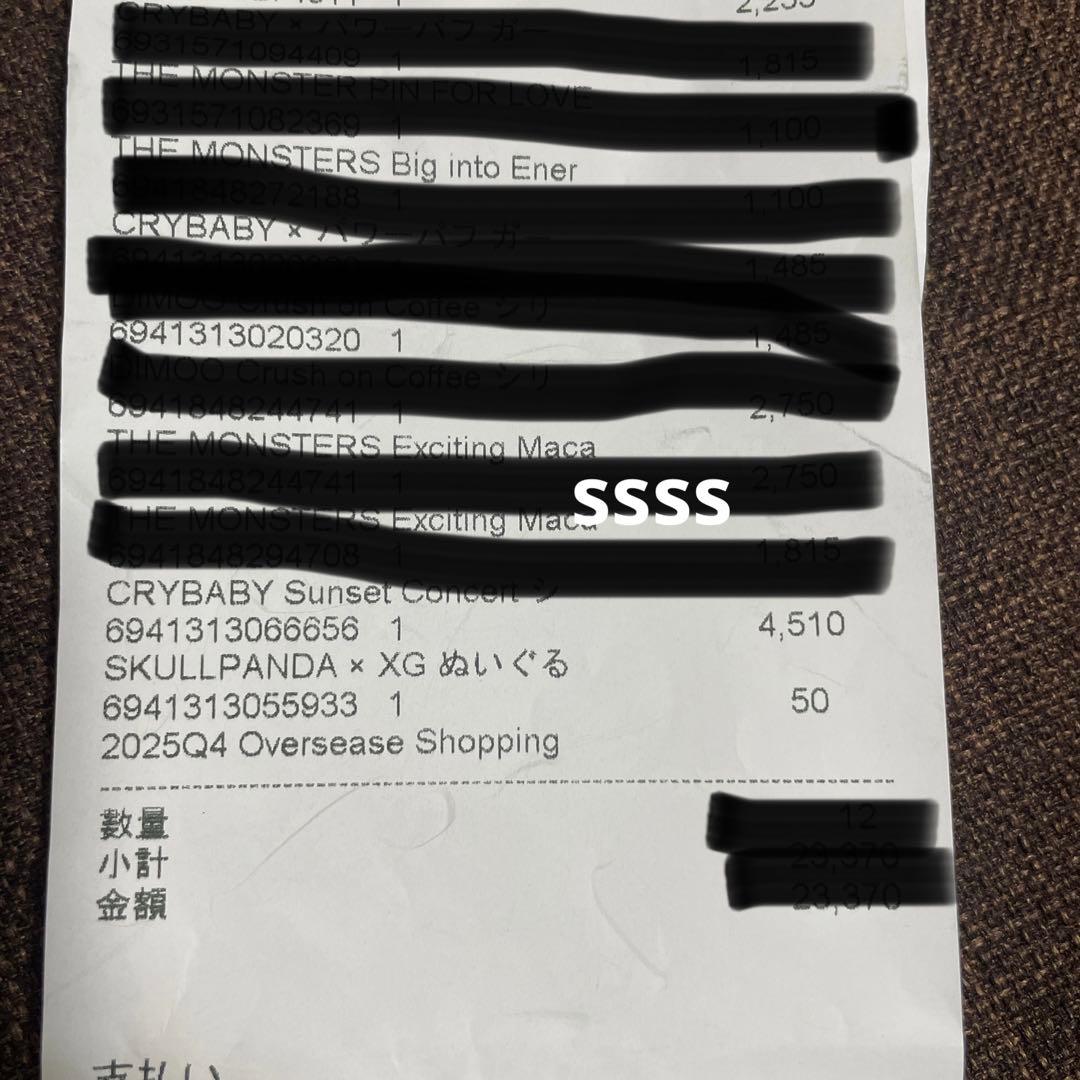 CRYBABY × パワーパフ ガー
6931571094409 1 1,815
THE MONSTER PIN FOR LOVE
6931571082369 1 1,100
THE MONSTERS Big into Ener
6941848272188 1 1,100
CRYBABY × パワーパフ ガー
1,485
DIMOO Crush on Coffee シリ
6941313020320 1 1,485
DIMOO Crush on Coffee シリ
6941848244741 1 2,750
THE MONSTERS Exciting Maca
6941848244741 1 2,750
SSSS
THE MONSTERS Exciting Maca
6941848294708 1 1,815
CRYBABY Sunset Concert シ
6941313066656 1 4,510
SKULLPANDA × XG ぬいぐる
6941313055933 1 50
2025Q4 Oversease Shopping
數量 12
小計 23,370
金額 23,370
支払い